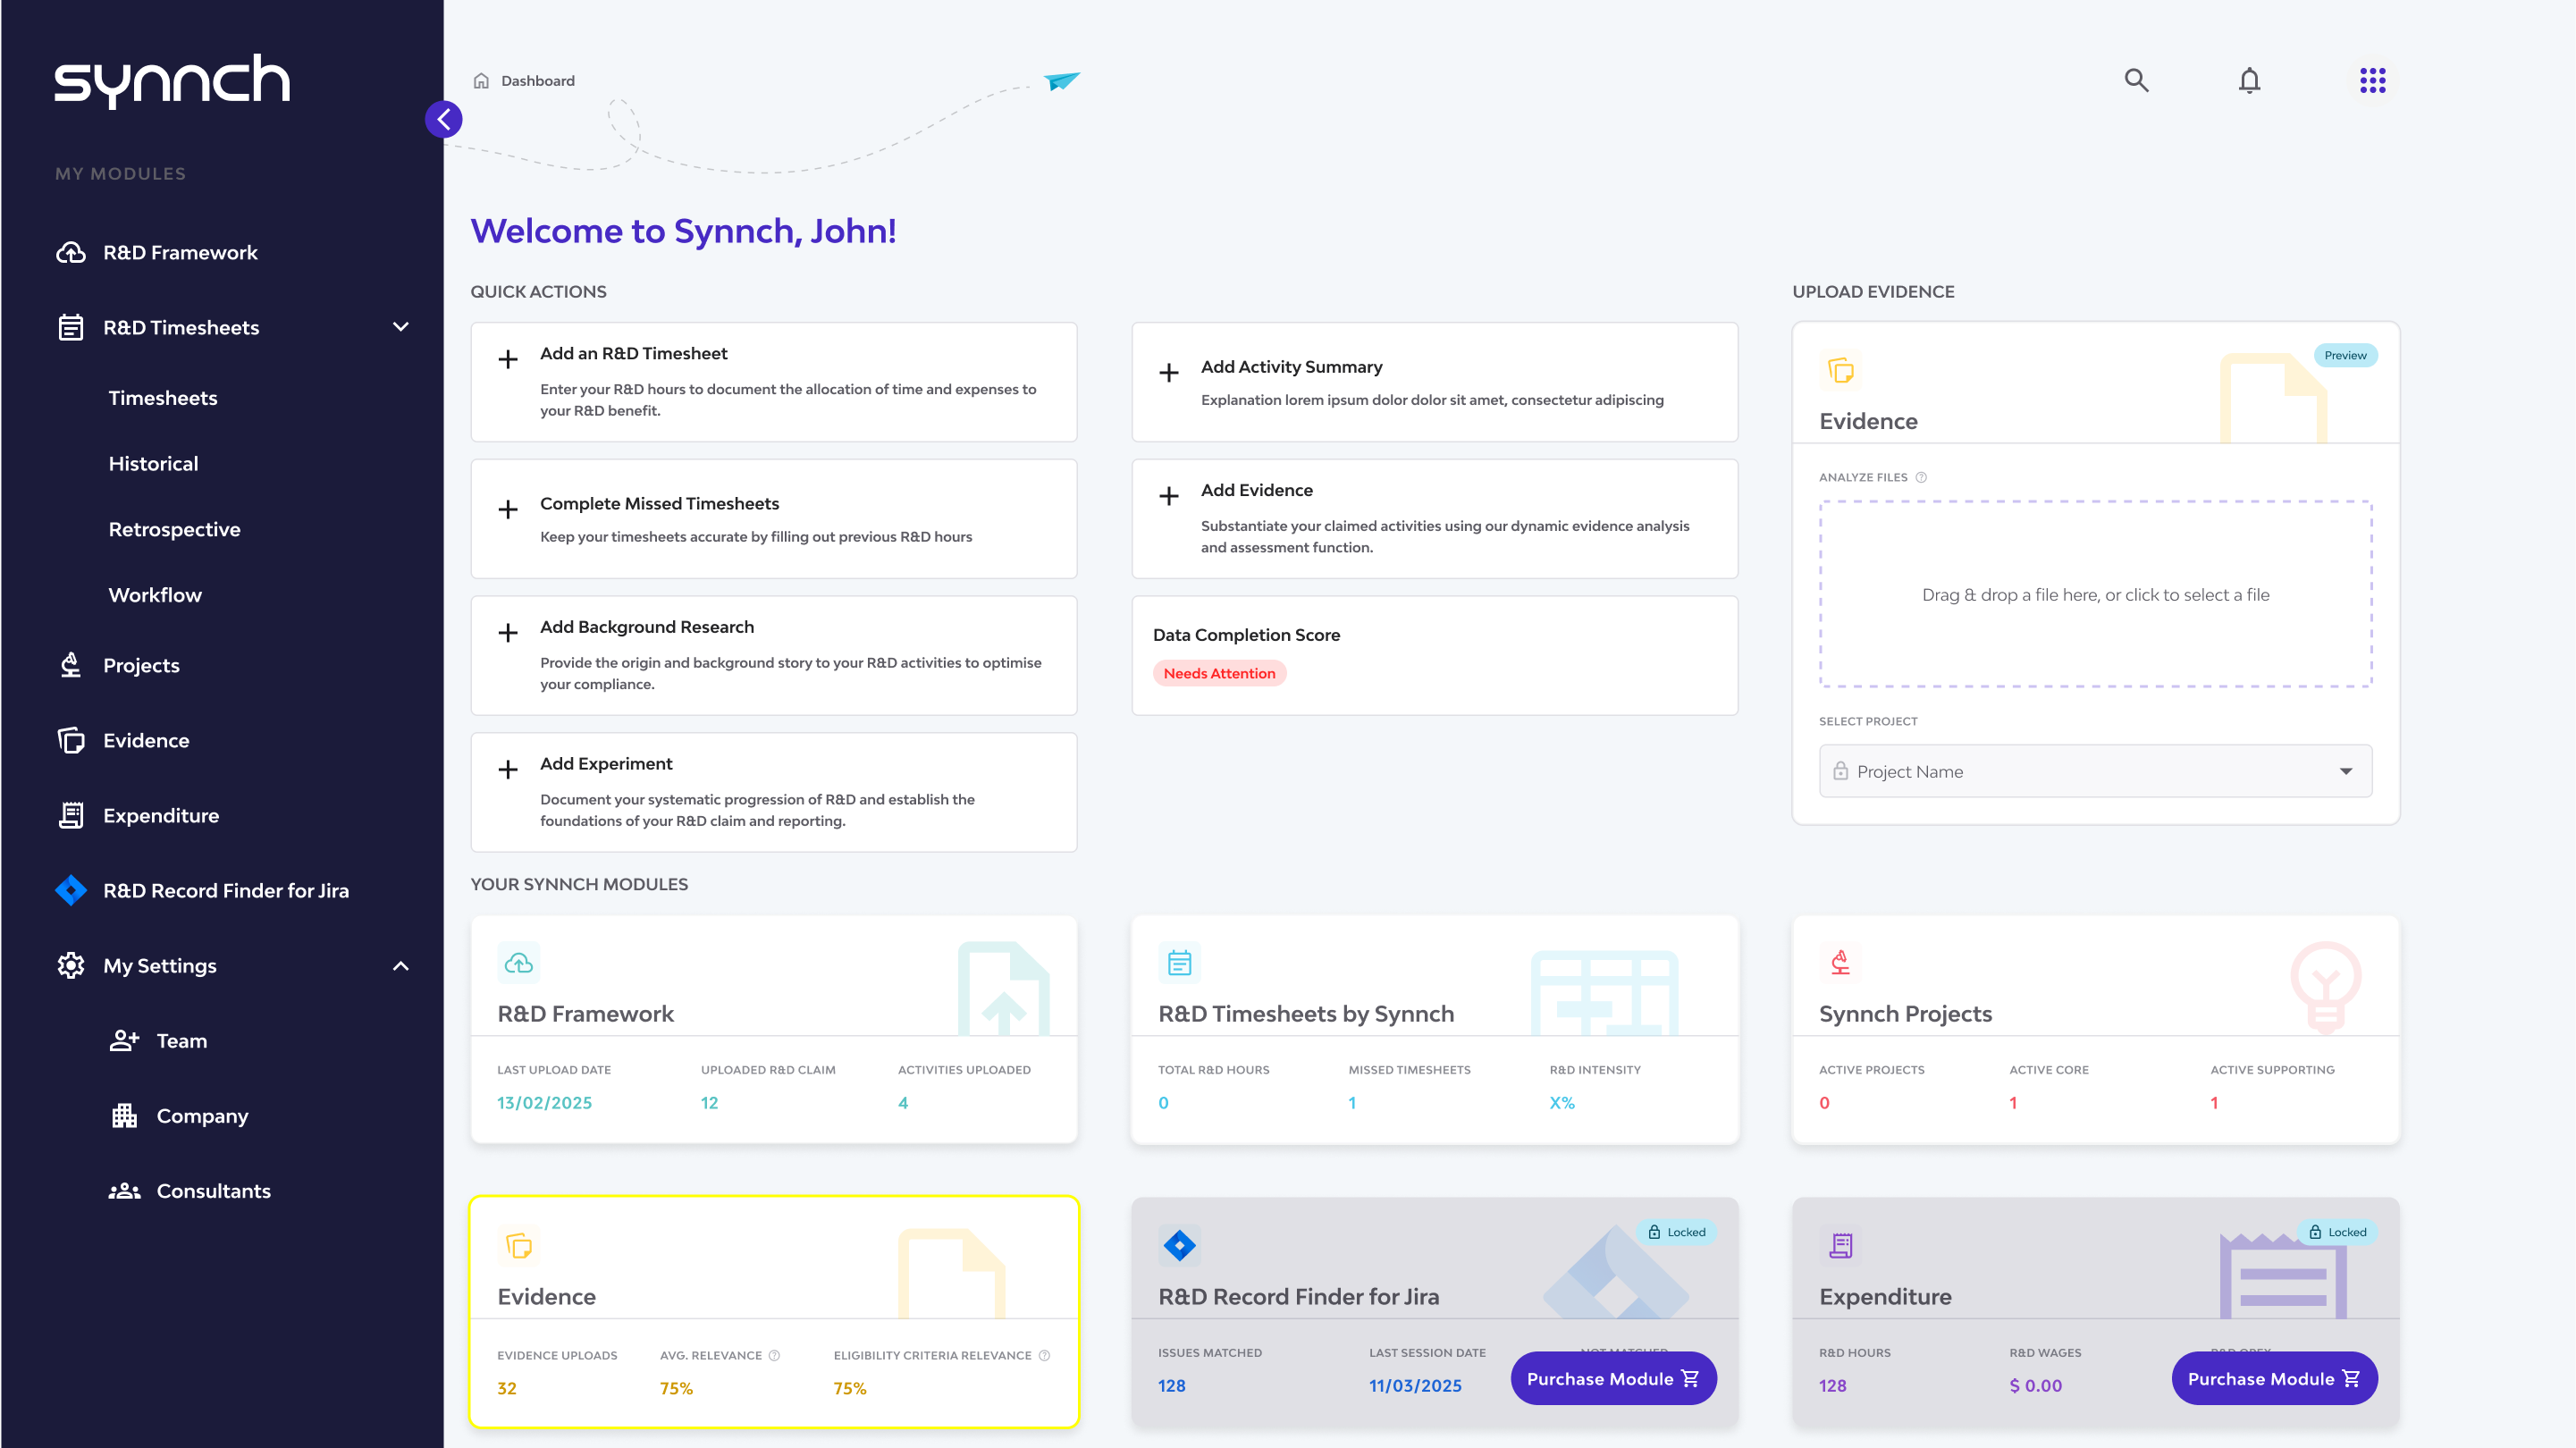 synnch
MY MODULES
R&D Framework
R&D Timesheets
Timesheets
Historical
Retrospective
Workflow
Projects
Evidence
Expenditure
R&D Record Finder for Jira
My Settings
Team
Company
Consultants
Dashboard
Welcome to Synnch, John!
QUICK ACTIONS
Add an R&D Timesheet
Enter your R&D hours to document the allocation of time and expenses to
your R&D benefit.
Add Activity Summary
Explanation lorem ipsum dolor dolor sit amet, consectetur adipiscing
Complete Missed Timesheets
Keep your timesheets accurate by filling out previous R&D hours
Add Evidence
Substantiate your claimed activities using our dynamic evidence analysis
and assessment function.
Add Background Research
Provide the origin and background story to your R&D activities to optimise
your compliance.
Data Completion Score
Needs Attention
Add Experiment
Document your systematic progression of R&D and establish the
foundations of your R&D claim and reporting.
UPLOAD EVIDENCE
Preview
Evidence
ANALYZE FILES
Drag & drop a file here, or click to select a file
SELECT PROJECT
Project Name
YOUR SYNNCH MODULES
R&D Framework
LAST UPLOAD DATE UPLOADED R&D CLAIM ACTIVITIES UPLOADED
13/02/2025 12 4
R&D Timesheets by Synnch
TOTAL R&D HOURS MISSED TIMESHEETS R&D INTENSITY
0 1 X%
Synnch Projects
ACTIVE PROJECTS ACTIVE CORE ACTIVE SUPPORTING
0 1 1
Evidence
EVIDENCE UPLOADS AVG. RELEVANCE ELIGIBILITY CRITERIA RELEVANCE
32 75% 75%
Locked
R&D Record Finder for Jira
ISSUES MATCHED LAST SESSION DATE NOT MATCHED
128 11/03/2025
Purchase Module
Locked
Expenditure
R&D HOURS R&D WAGES R&D OPEX
128 $ 0.00
Purchase Module